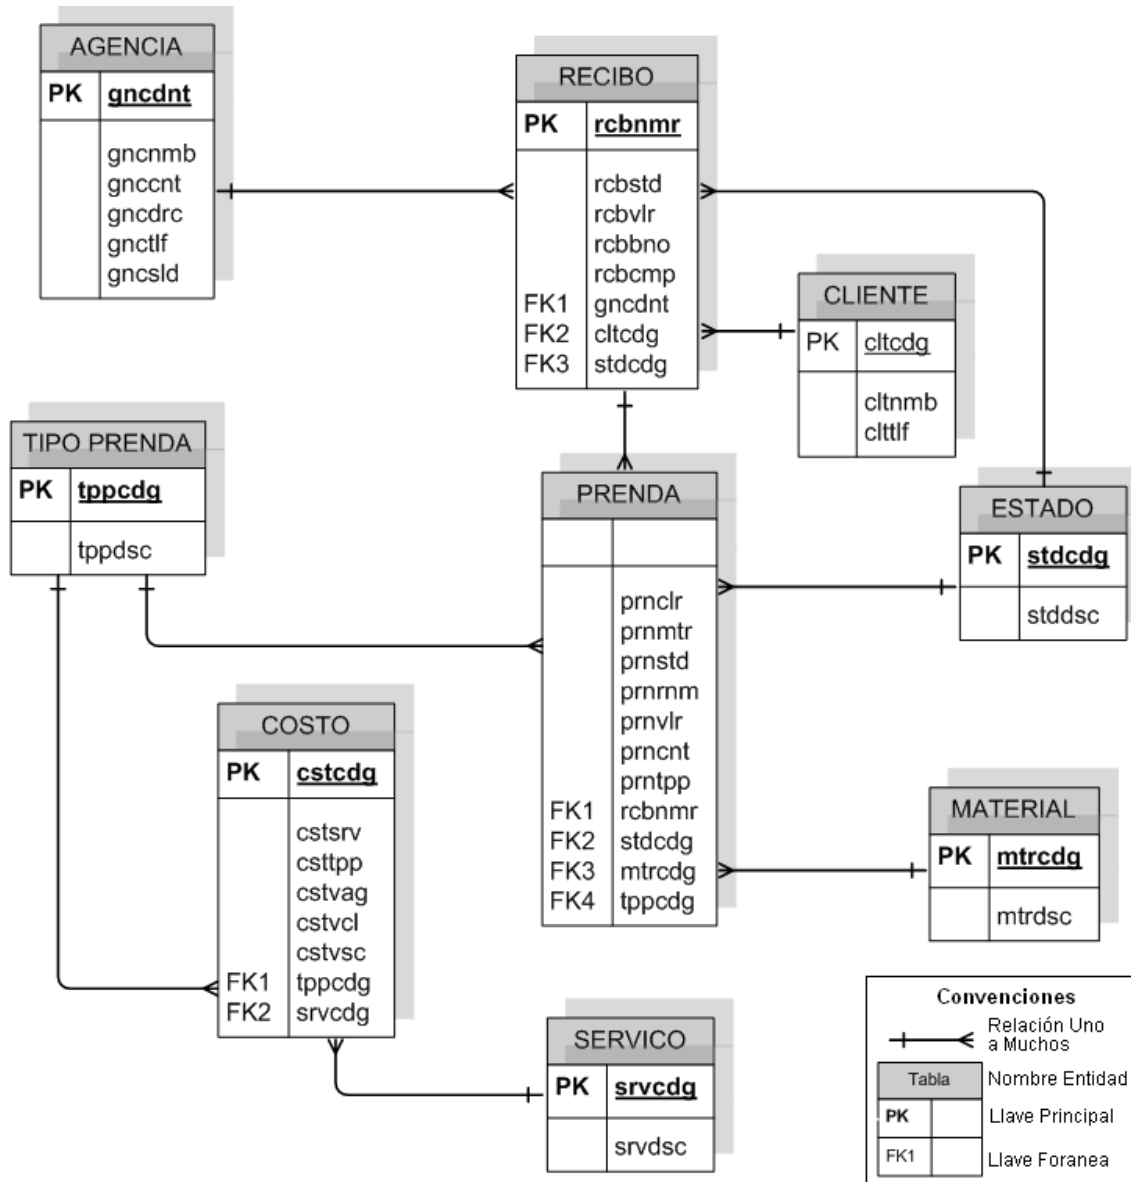 AGENCIA
PK gncdnt
gncnmb
gnccnt
gncdrc
gnctlf
gncsld
RECIBO
PK rcbnmr
rcbstd
rcbvlr
rcbbno
rcbcmp
FK1 gncdnt
FK2 cltcdg
FK3 stdcdg
CLIENTE
PK cltcdg
cltnmb
clttlf
TIPO PRENDA
PK tppcdg
tppdsc
PRENDA
prnclr
prnmtr
prnstd
prnrnm
prnvlr
prncnt
prntpp
FK1 rcbnmr
FK2 stdcdg
FK3 mtrcdg
FK4 tppcdg
ESTADO
PK stdcdg
stddsc
COSTO
PK cstcdg
cstsrv
csttpp
cstvag
cstvcl
cstvsc
FK1 tppcdg
FK2 srvcdg
MATERIAL
PK mtrcdg
mtrdsc
SERVICO
PK srvcdg
srvdsc
Convenciones
Relación Uno
a Muchos
Tabla Nombre Entidad
PK Llave Principal
FK1 Llave Foranea